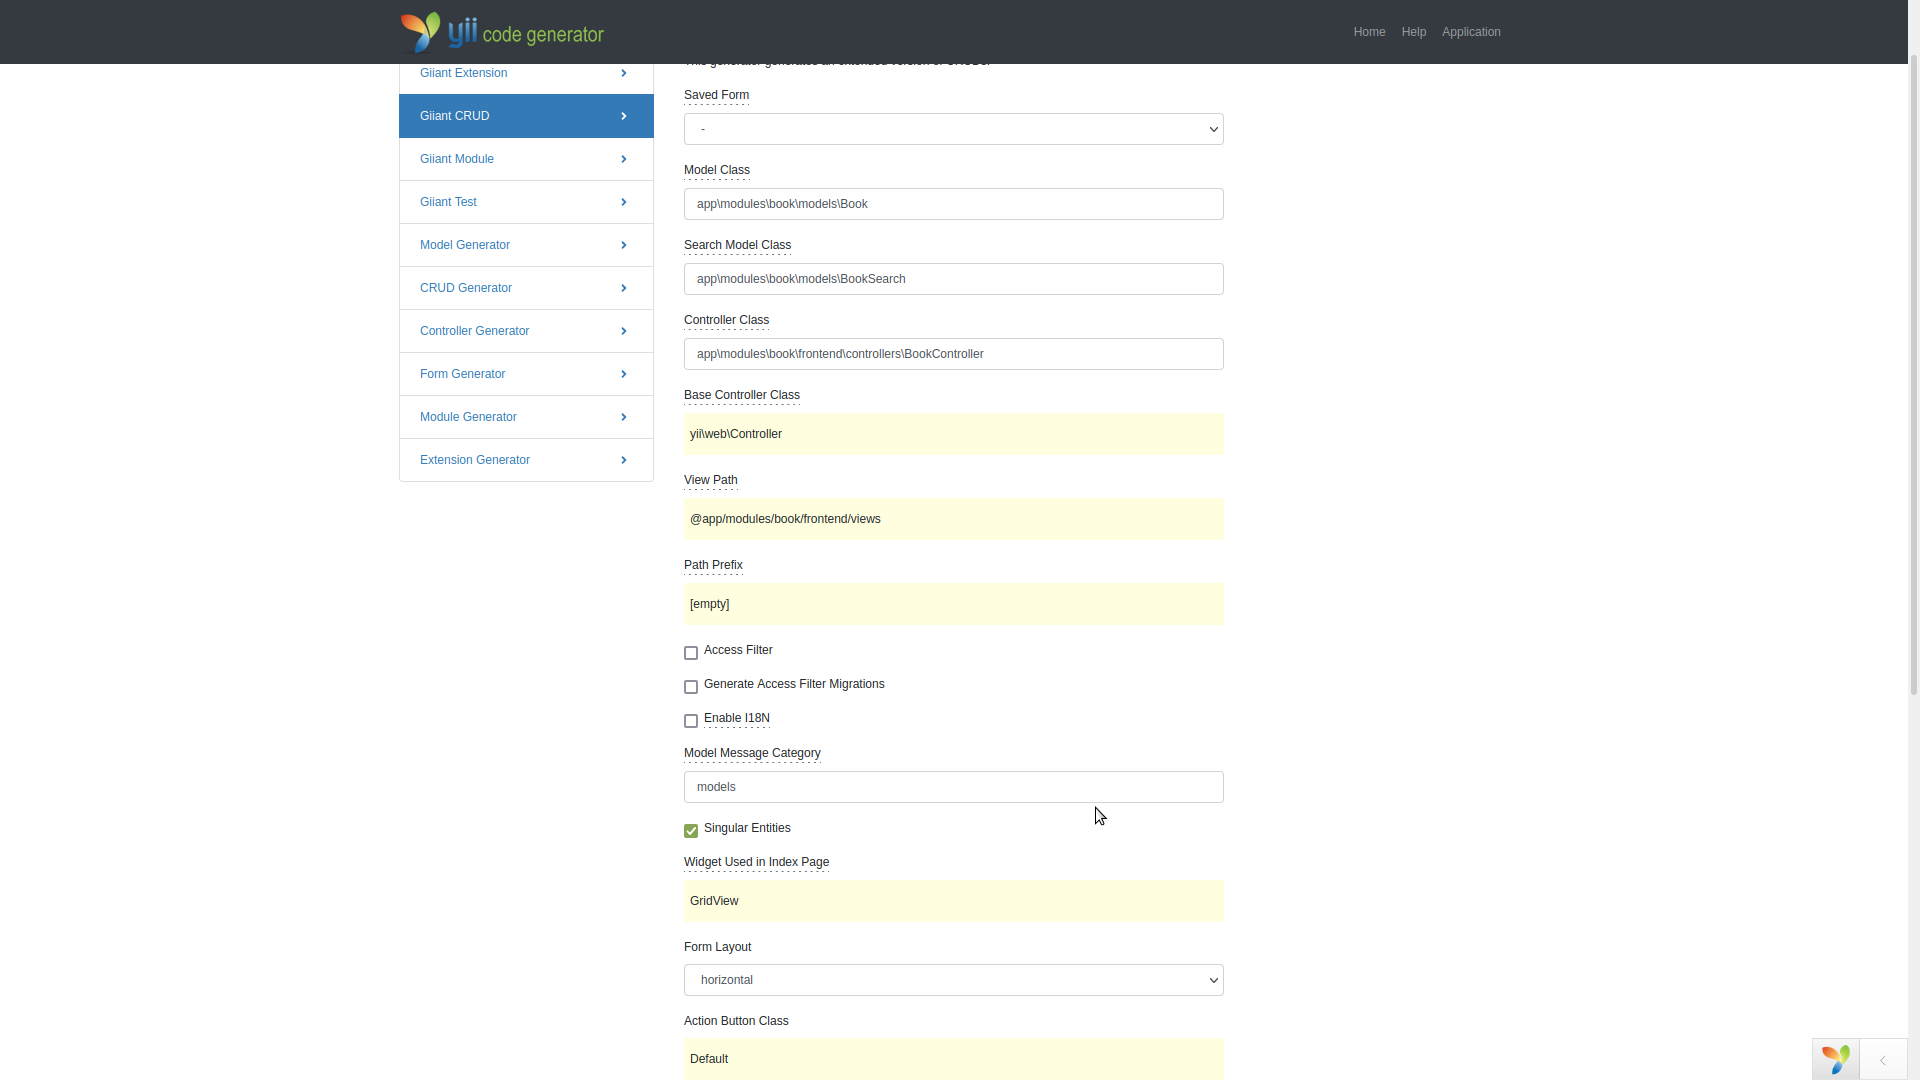 yii code generator
Home Help Application
Giiant Extension
Giiant CRUD
Giiant Module
Giiant Test
Model Generator
CRUD Generator
Controller Generator
Form Generator
Module Generator
Extension Generator
Saved Form
-
Model Class
app\modules\book\models\Book
Search Model Class
app\modules\book\models\BookSearch
Controller Class
app\modules\book\frontend\controllers\BookController
Base Controller Class
yii\web\Controller
View Path
@app/modules/book/frontend/views
Path Prefix
[empty]
Access Filter
Generate Access Filter Migrations
Enable I18N
Model Message Category
models
Singular Entities
Widget Used in Index Page
GridView
Form Layout
horizontal
Action Button Class
Default